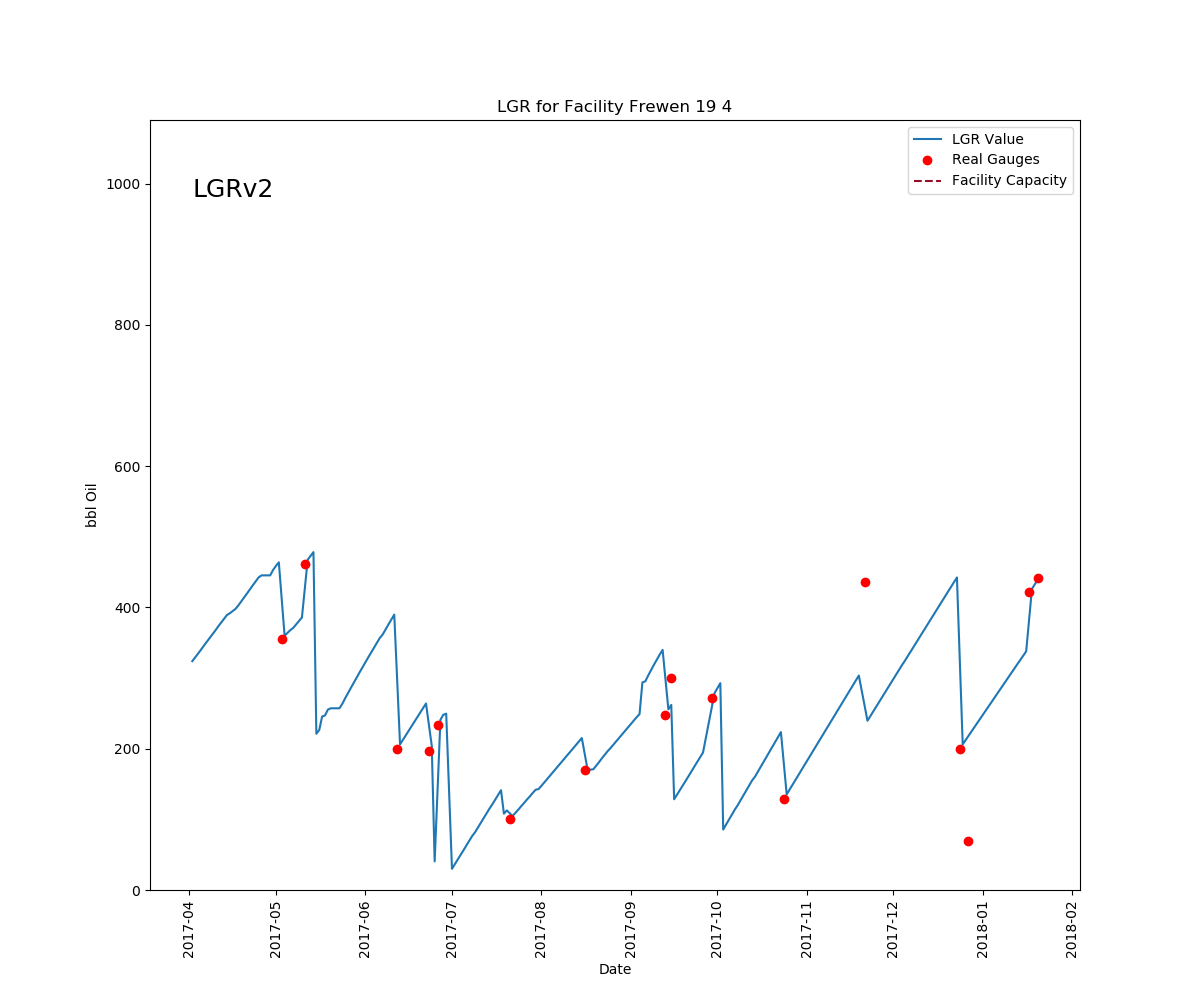 LGR for Facility Frewen 19 4
LGRv2
LGR Value
Real Gauges
Facility Capacity
1000
800
600
400
200
0
bbl Oil
2017-04
2017-05
2017-06
2017-07
2017-08
2017-09
2017-10
2017-11
2017-12
2018-01
2018-02
Date